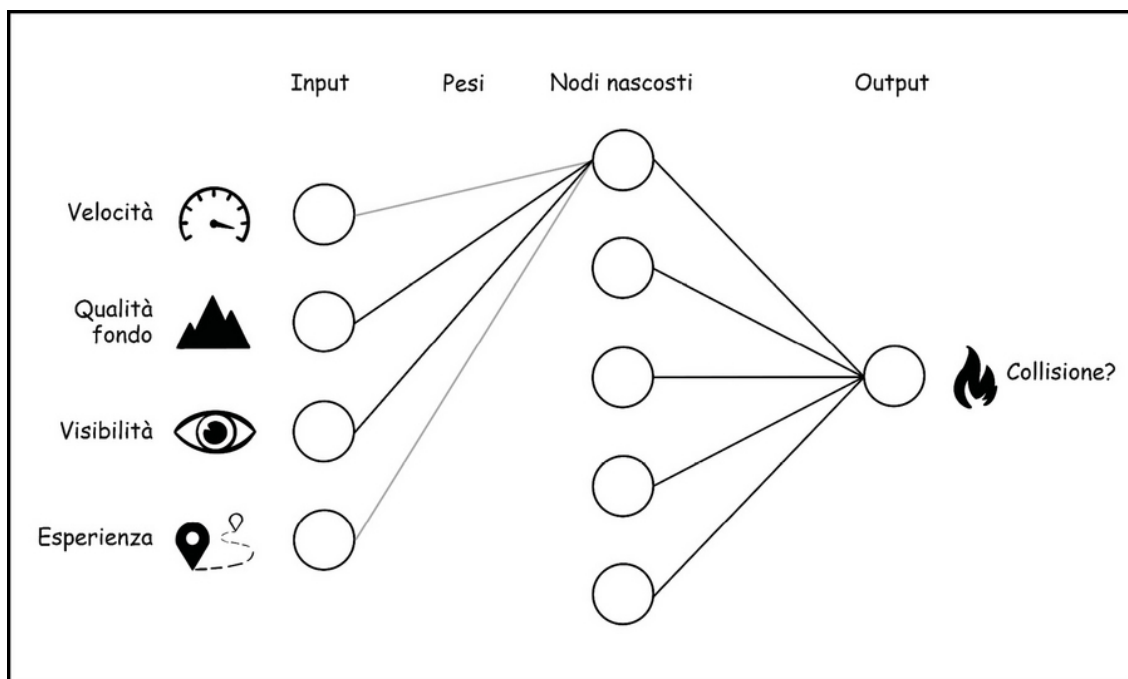 Input
Pesi
Nodi nascosti
Output
Velocità
Qualità
fondo
Visibilità
Esperienza
Collisione?